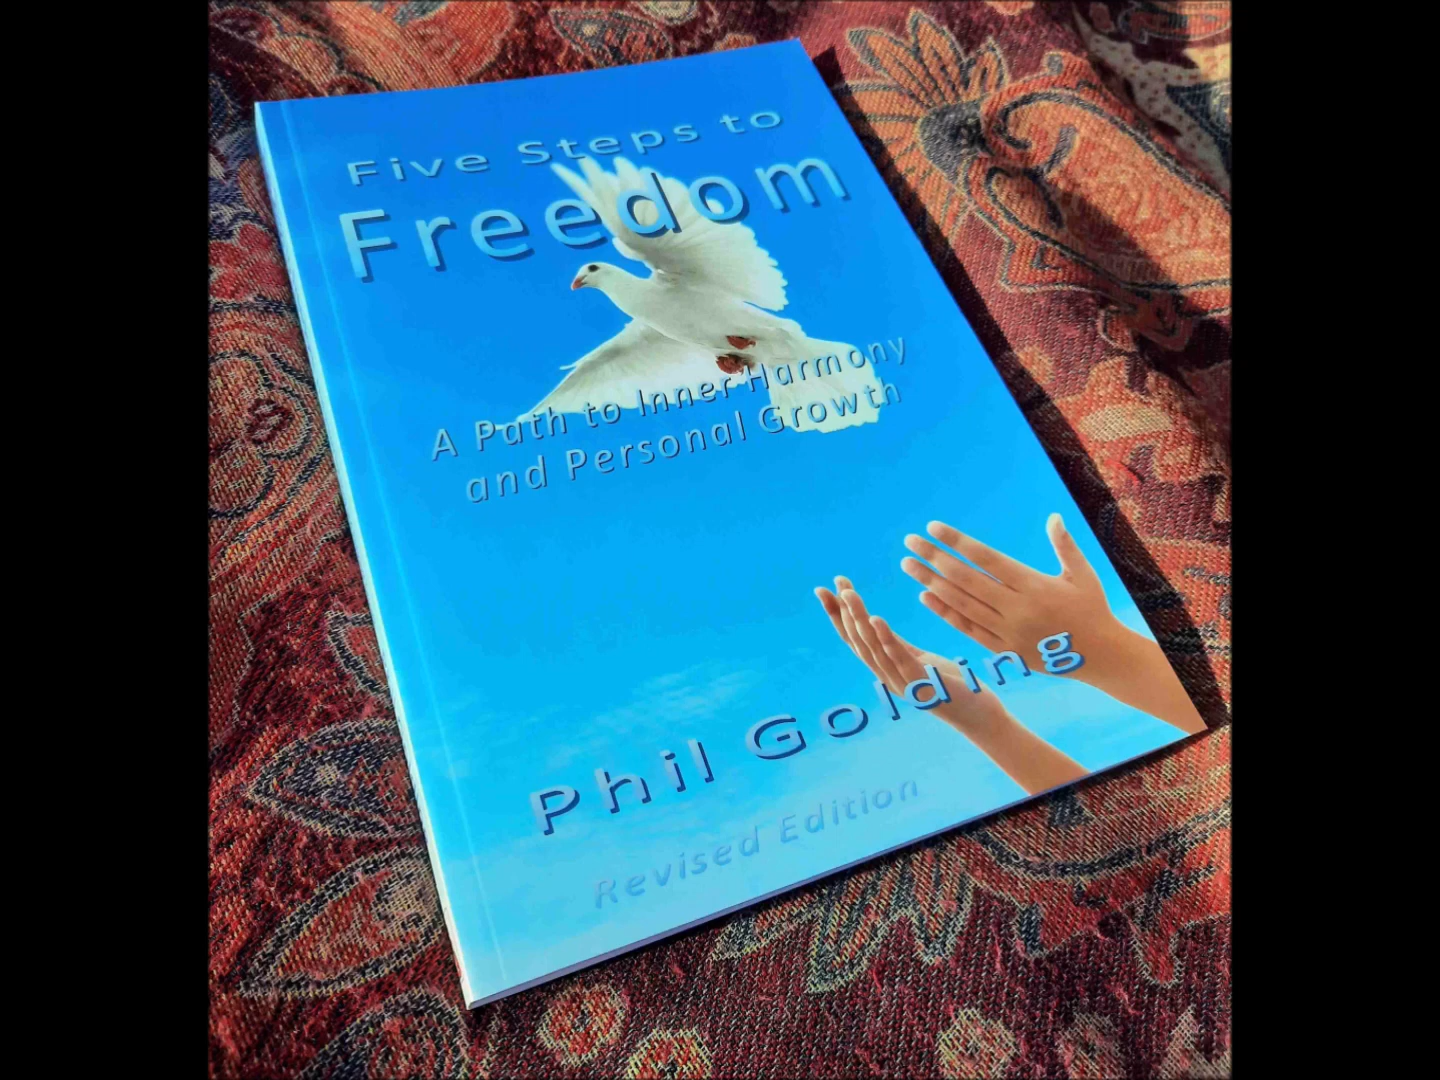 Five Steps to
Freedom
A Path to Inner Harmony
and Personal Growth
Phil Golding
Revised Edition